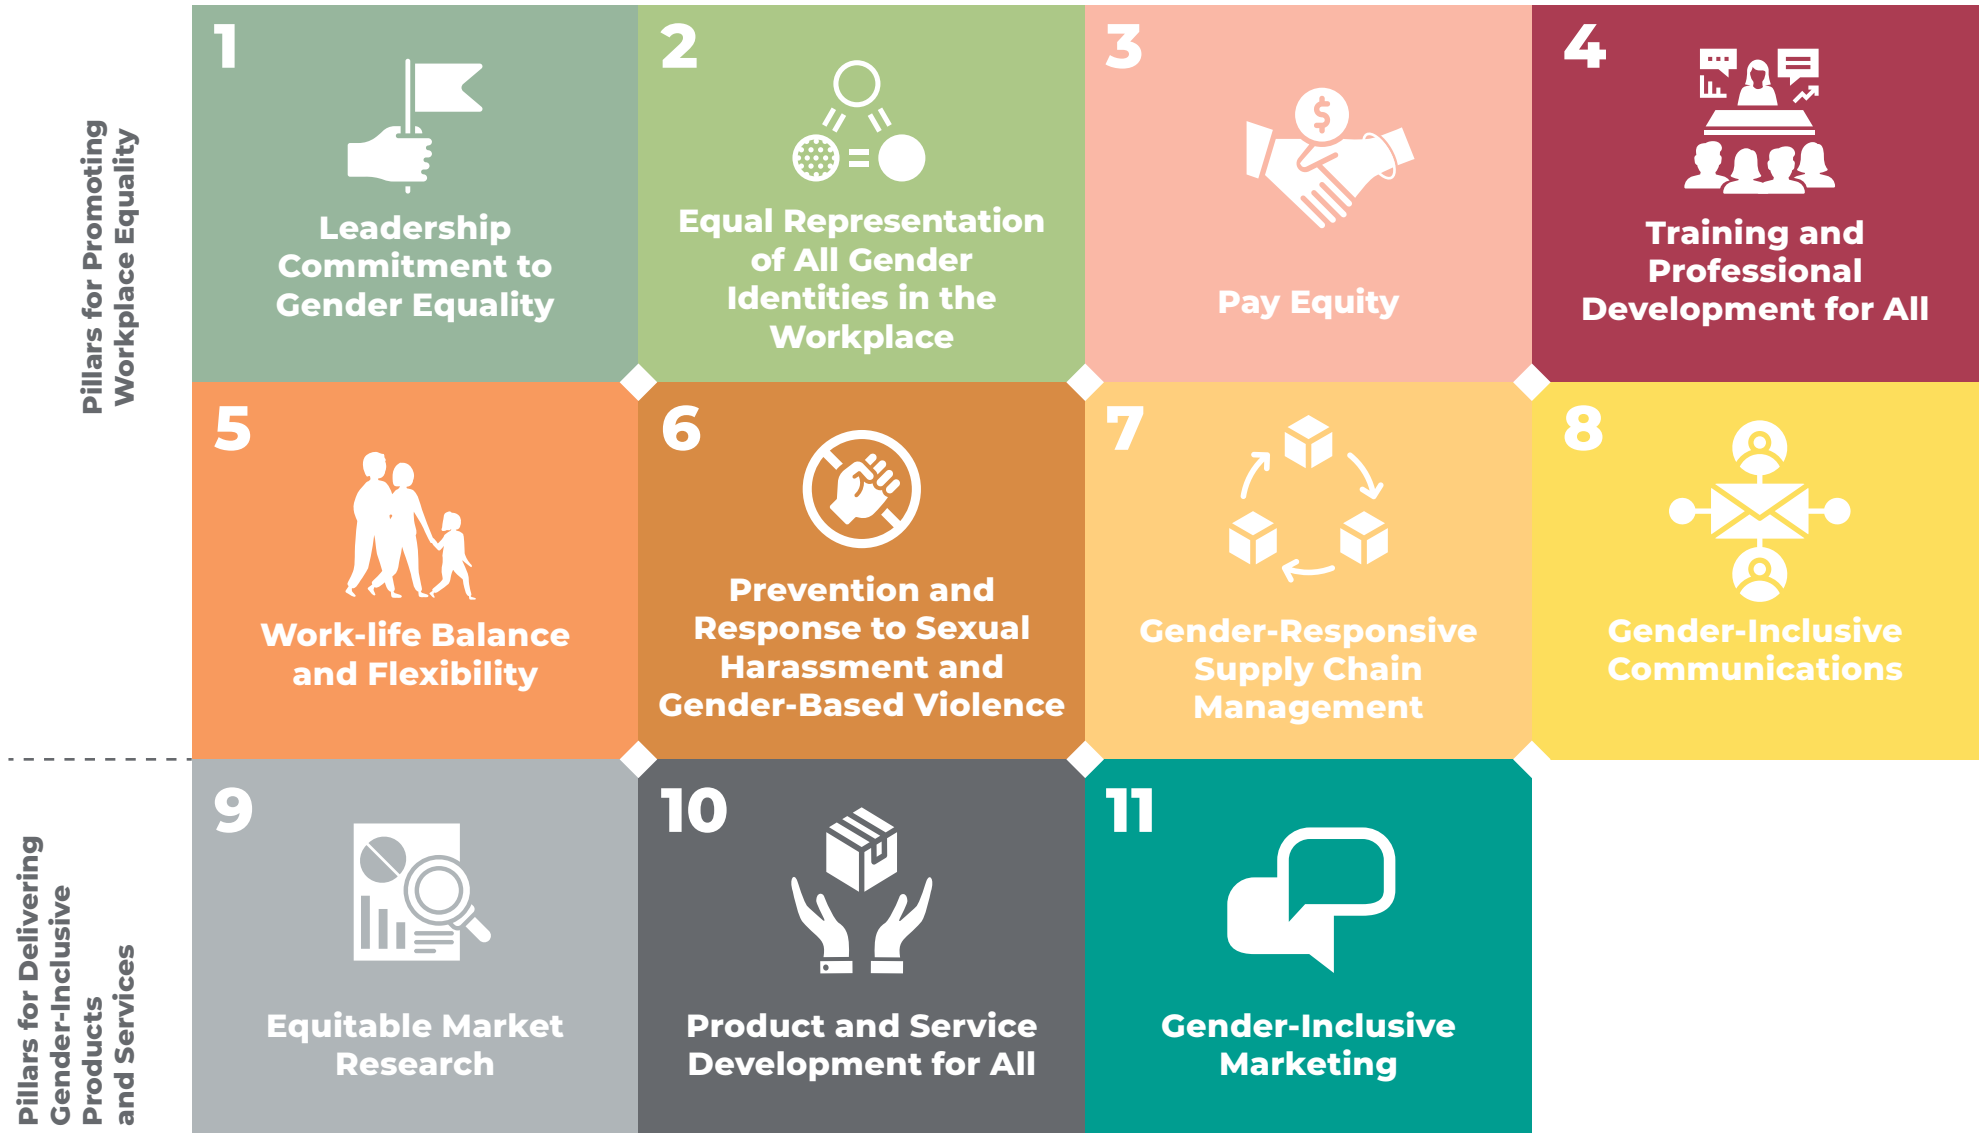 Pillars for Promoting
Workplace Equality
1
Leadership
Commitment to
Gender Equality
2
Equal Representation
of All Gender
Identities in the
Workplace
3
$
Pay Equity
4
Training and
Professional
Development for All
5
Work-life Balance
and Flexibility
6
Prevention and
Response to Sexual
Harassment and
Gender-Based Violence
7
Gender-Responsive
Supply Chain
Management
8
Gender-Inclusive
Communications
Pillars for Delivering
Gender-Inclusive
Products
and Services
9
Equitable Market
Research
10
Product and Service
Development for All
11
Gender-Inclusive
Marketing